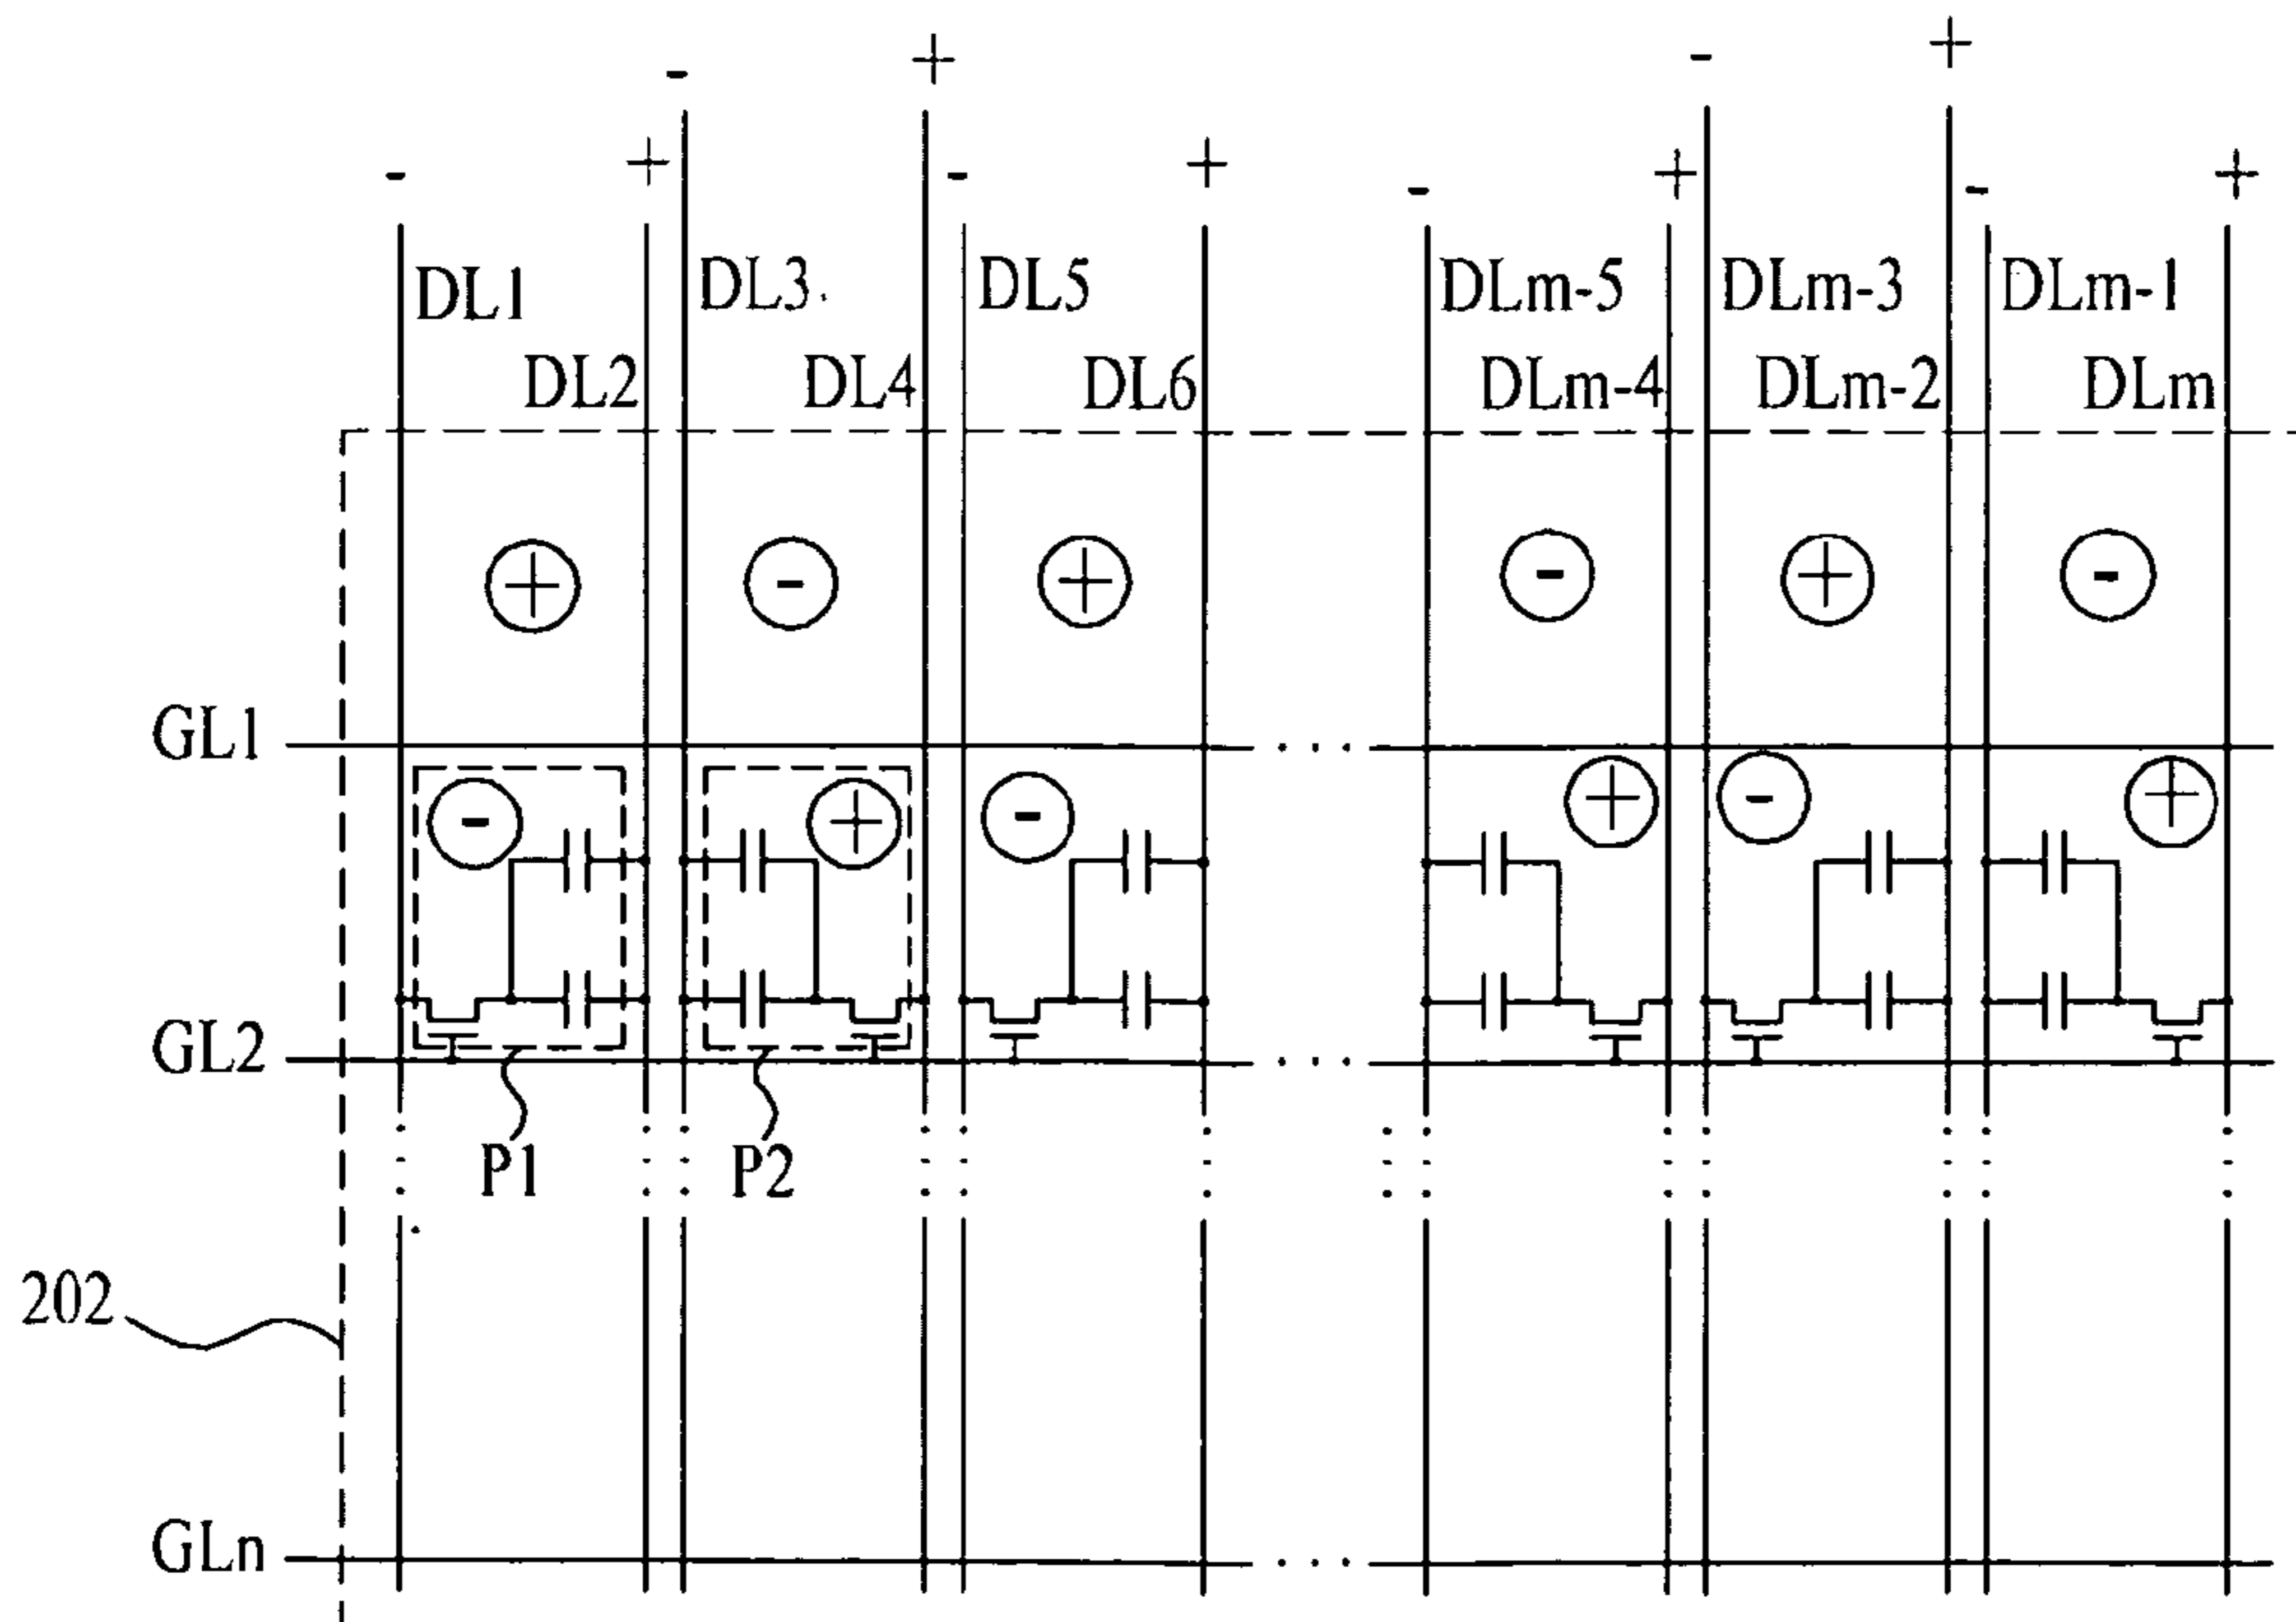 - + - +
- + - + - + - +
DL1 DL3 DL5 DLm-5 DLm-3 DLm-1
DL2 DL4 DL6 DLm-4 DLm-2 DLm
+ - + - + -
GL1
- + - + - +
GL2
P1 P2
202
GLn